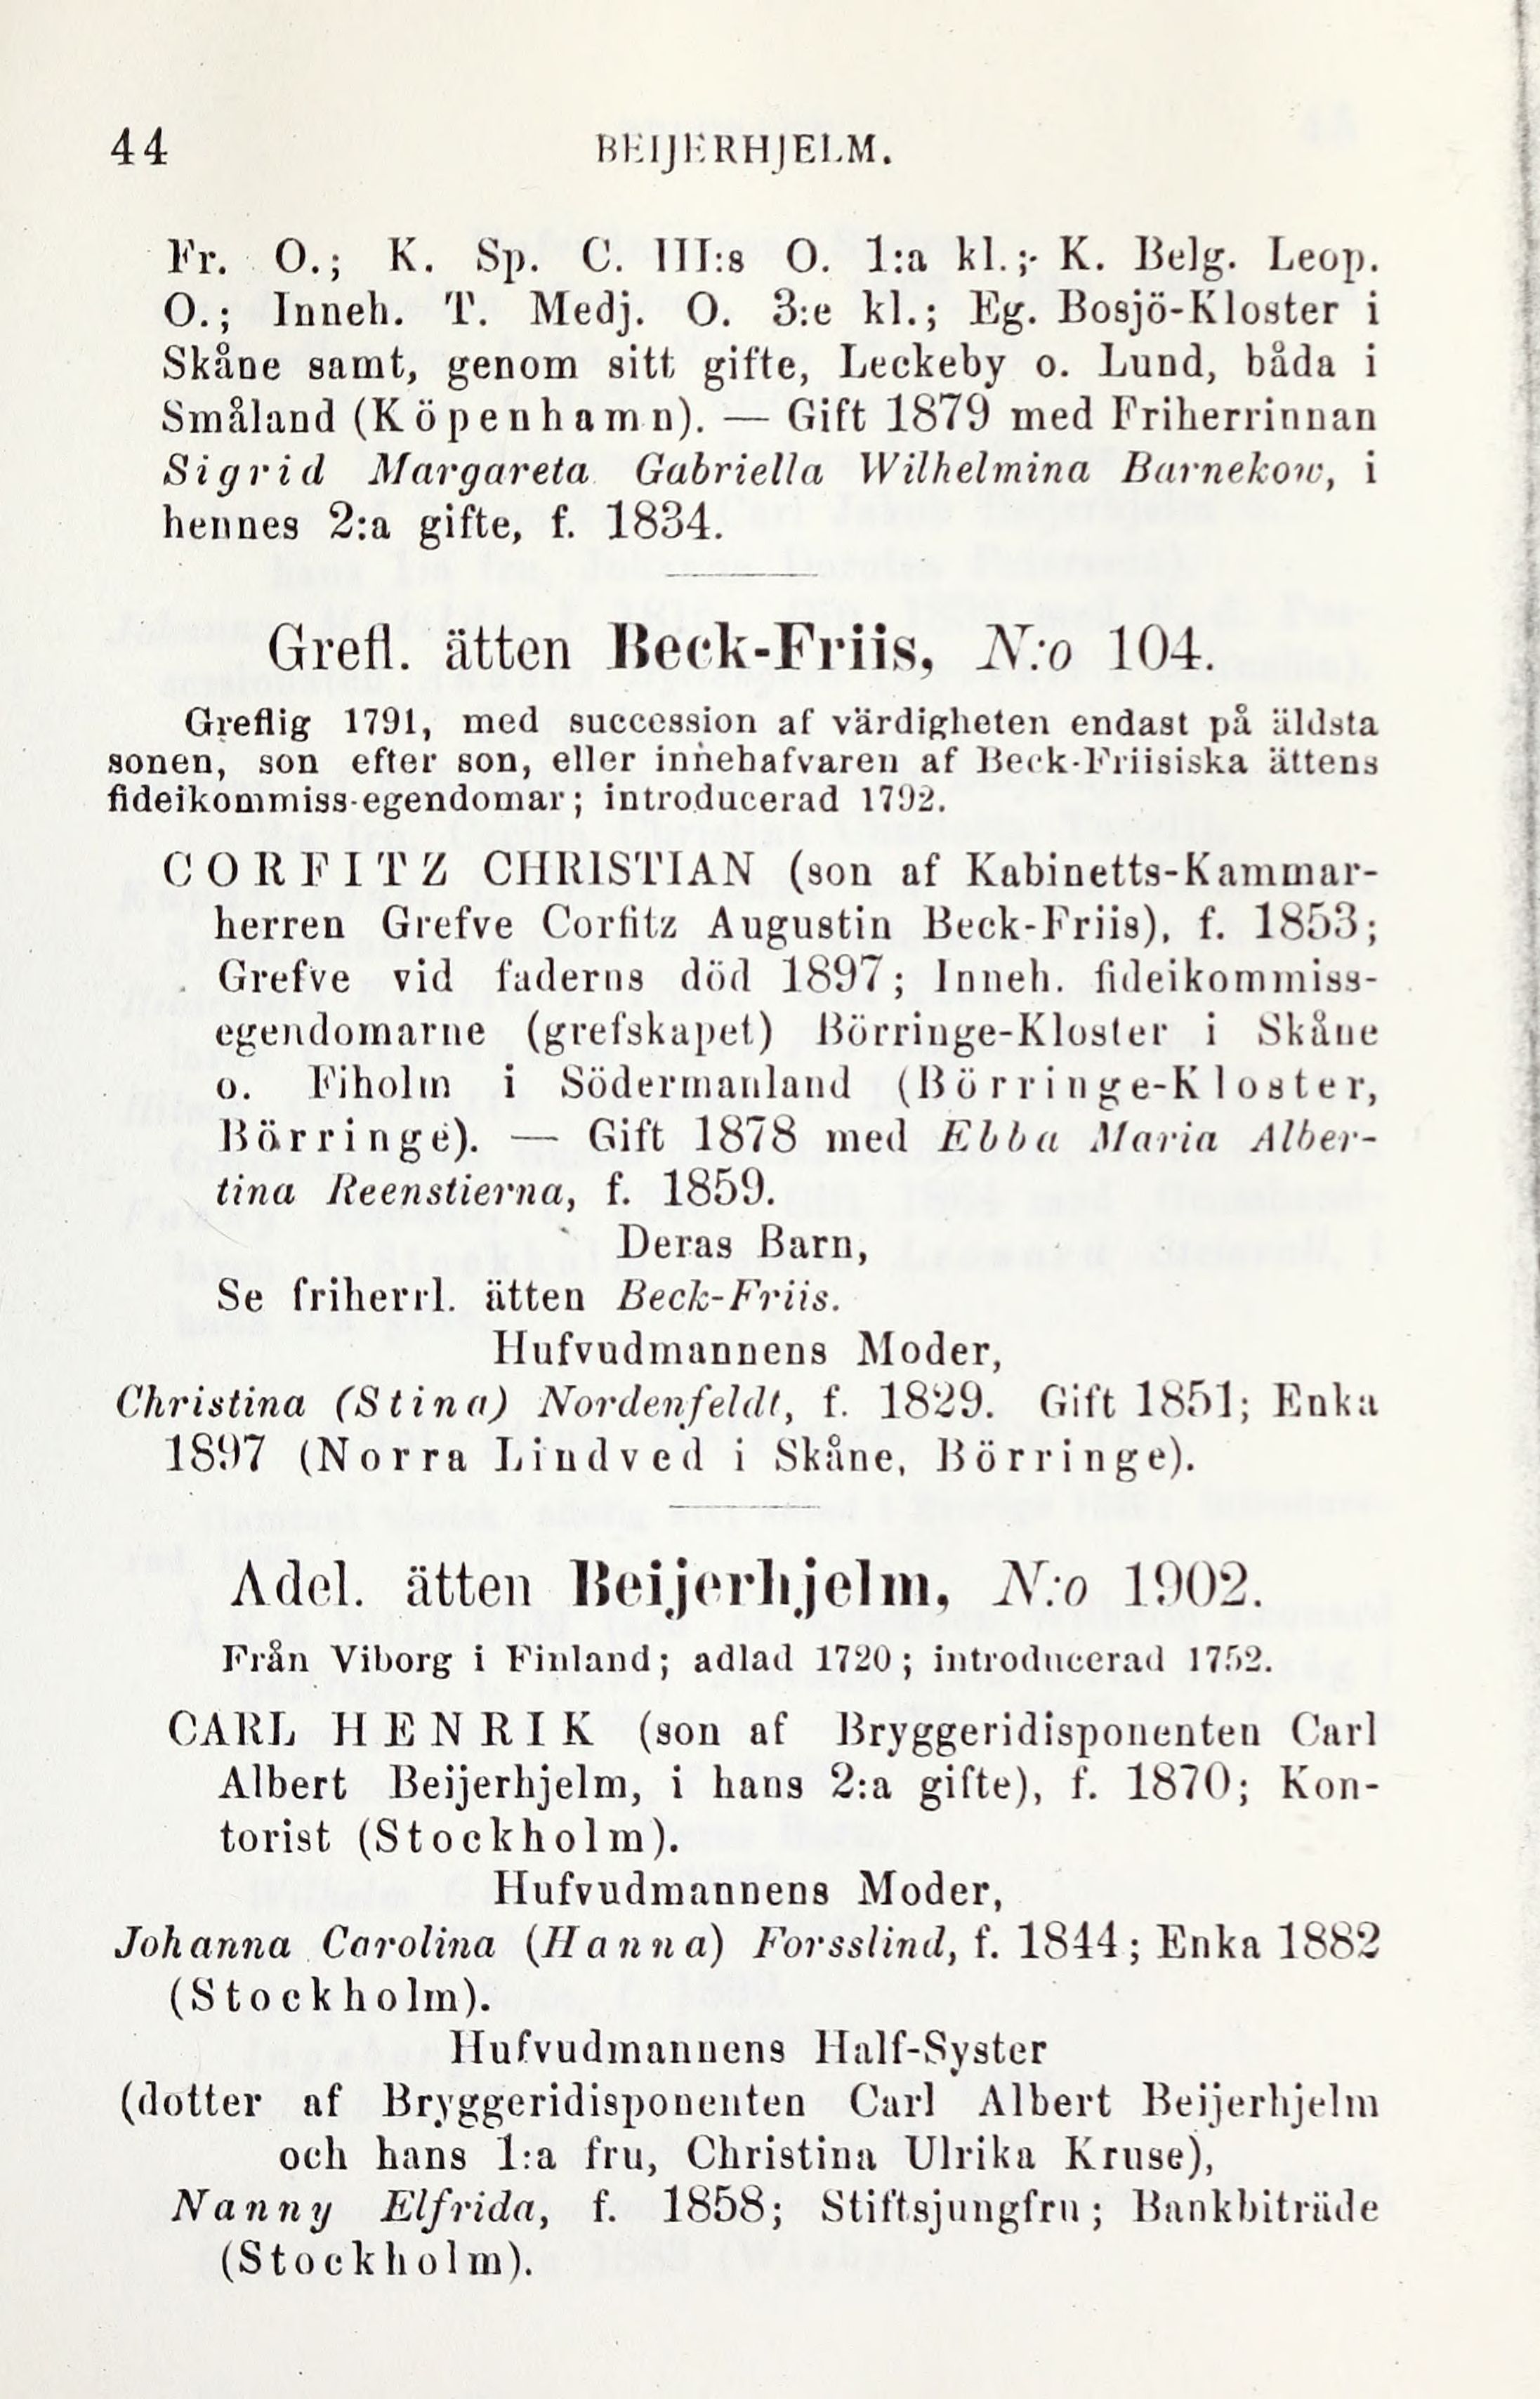 44 BEIJERHJELM.
Fr. O.; K. Sp. C. III:s O. 1:a kl.; K. Belg. Leop.
O.; Inneh. T. Medj. O. 3:e kl.; Eg. Bosjö-Kloster i
Skåne samt, genom sitt gifte, Leckeby o. Lund, båda i
Småland (Köpenhamn). — Gift 1879 med Friherrinnan
Sigrid Margareta Gabriella Wilhelmina Barnekow, i
hennes 2:a gifte, f. 1834.
Grefl. ätten Beck-Friis, N:o 104.
Greflig 1791, med succession af värdigheten endast på äldsta
sonen, son efter son, eller innehafvaren af Beck-Friisiska ättens
fideikommiss-egendomar; introducerad 1792.
CORFITZ CHRISTIAN (son af Kabinetts-Kammar-
herren Grefve Corfitz Augustin Beck-Friis), f. 1853;
Grefve vid faderns död 1897; Inneh. fideikommiss-
egendomarne (grefskapet) Börringe-Kloster i Skåne
o. Fiholm i Södermanland (Börringe-Kloster,
Börringe). — Gift 1878 med Ebba Maria Alber-
tina Reenstierna, f. 1859.
Deras Barn,
Se friherrl. ätten Beck-Friis.
Hufvudmannens Moder,
Christina (Stina) Nordenfeldt, f. 1829. Gift 1851; Enka
1897 (Norra Lindved i Skåne, Börringe).
Adel. ätten Beijerhjelm, N:o 1902.
Från Viborg i Finland; adlad 1720; introducerad 1752.
CARL HENRIK (son af Bryggeridisponenten Carl
Albert Beijerhjelm, i hans 2:a gifte), f. 1870; Kon-
torist (Stockholm).
Hufvudmannens Moder,
Johanna Carolina (Hanna) Forsslind, f. 1844; Enka 1882
(Stockholm).
Hufvudmannens Half-Syster
(dotter af Bryggeridisponenten Carl Albert Beijerhjelm
och hans 1:a fru, Christina Ulrika Kruse),
Nanny Elfrida, f. 1858; Stiftsjungfru; Bankbiträde
(Stockholm).